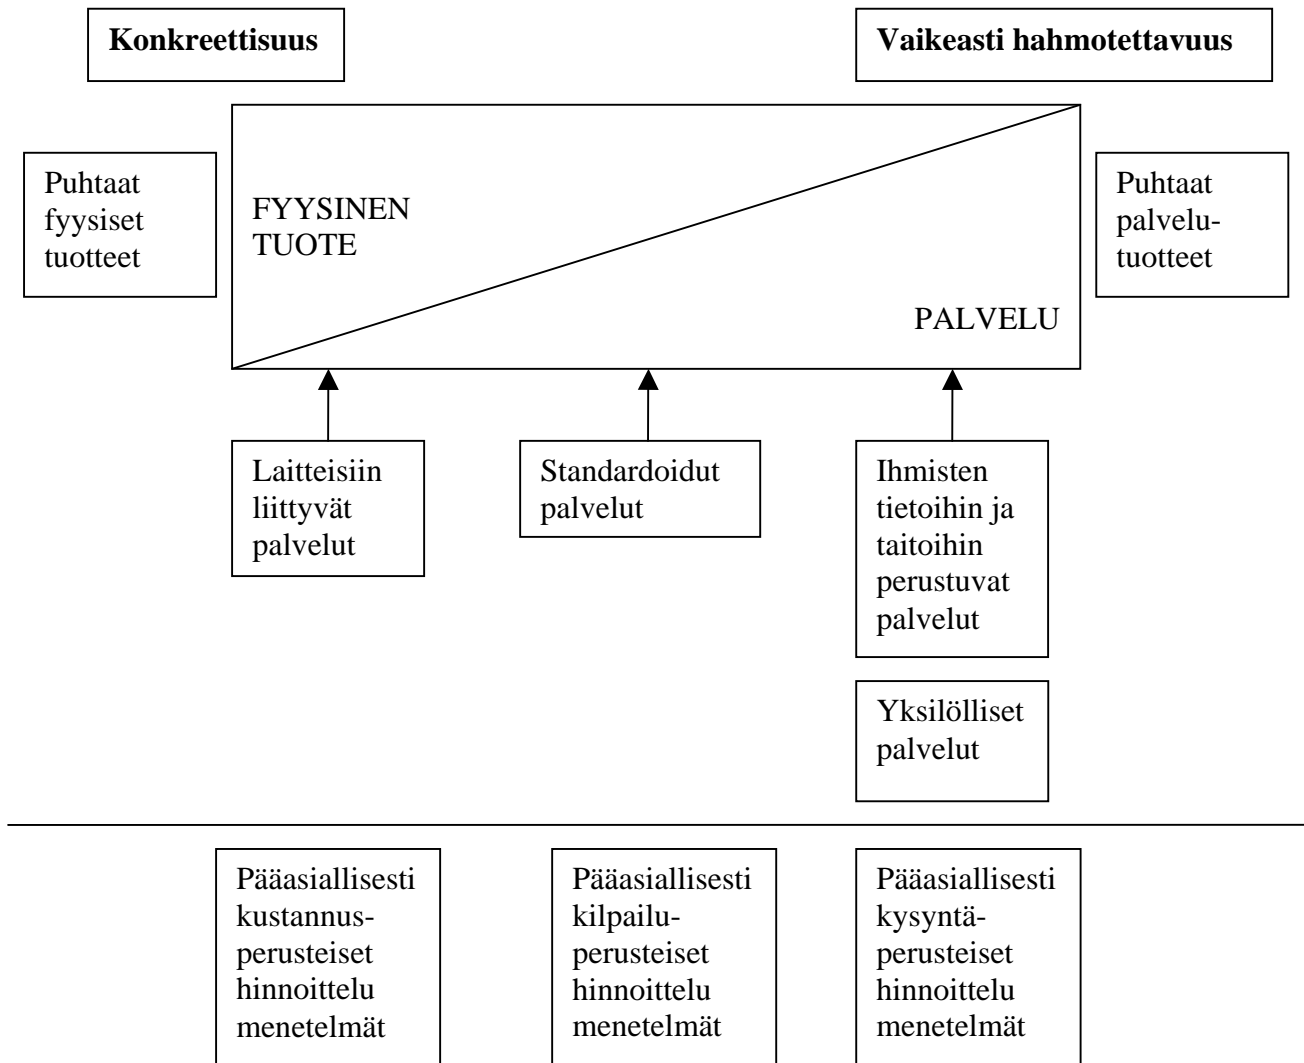 Konkreettisuus
Vaikeasti hahmotettavuus
Puhtaat
fyysiset
tuotteet
FYYSINEN
TUOTE
PALVELU
Puhtaat
palvelu-
tuotteet
Laitteisiin
liittyvät
palvelut
Standardoidut
palvelut
Ihmisten
tietoihin ja
taitoihin
perustuvat
palvelut
Yksilölliset
palvelut
Pääasiallisesti
kustannus-
perusteiset
hinnoittelu
menetelmät
Pääasiallisesti
kilpailu-
perusteiset
hinnoittelu
menetelmät
Pääasiallisesti
kysyntä-
perusteiset
hinnoittelu
menetelmät